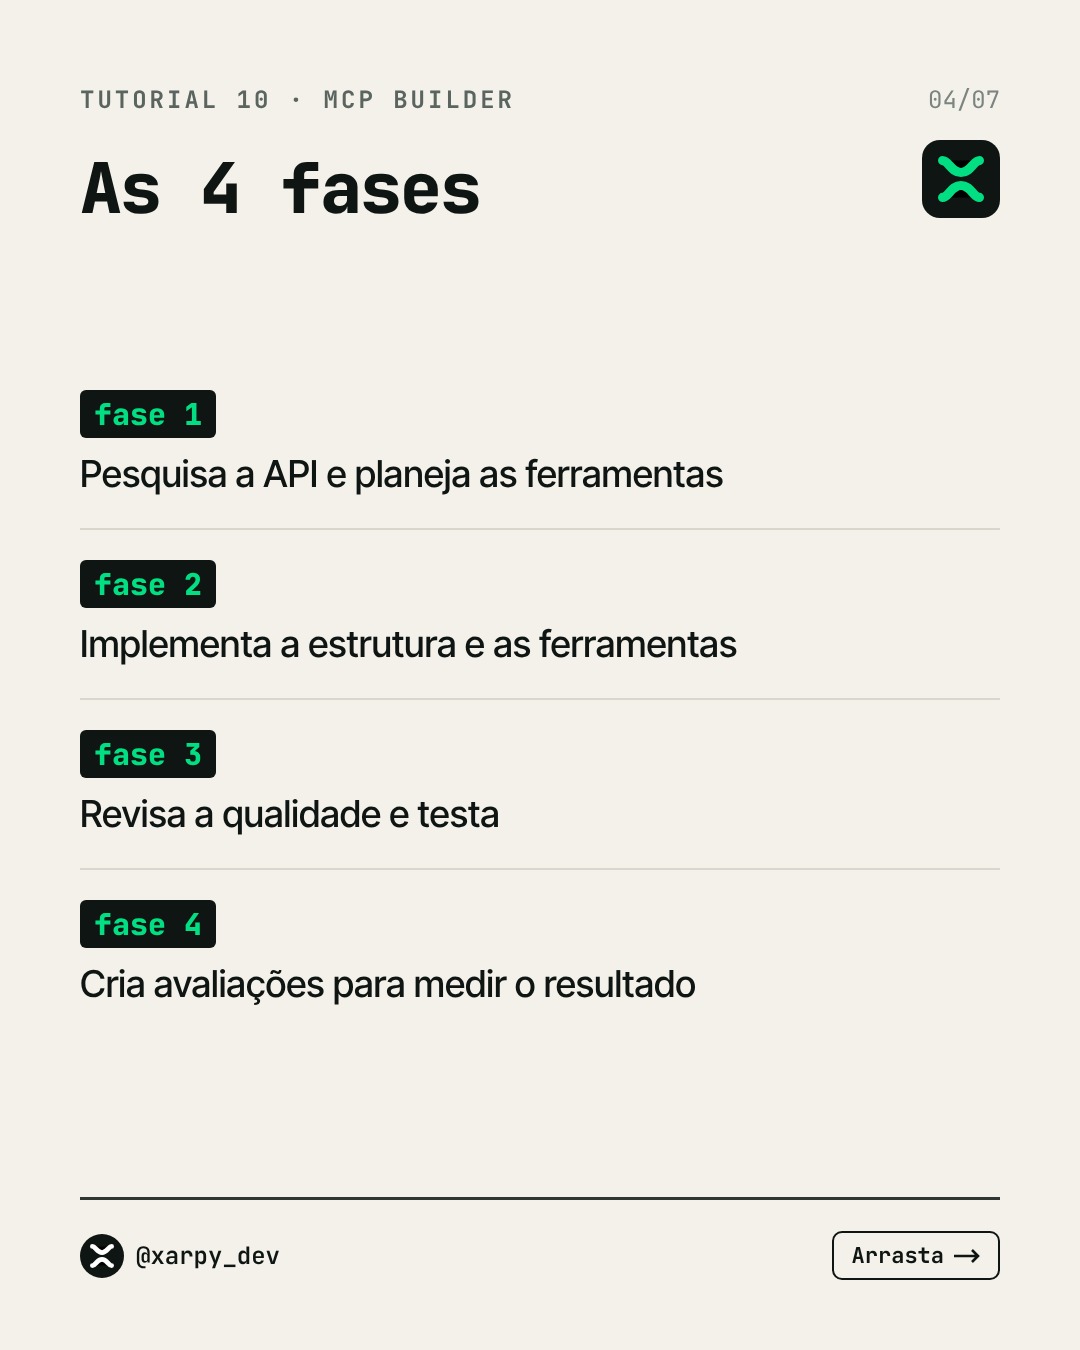 TUTORIAL 10 · MCP BUILDER
04/07
As 4 fases
fase 1
Pesquisa a API e planeja as ferramentas
fase 2
Implementa a estrutura e as ferramentas
fase 3
Revisa a qualidade e testa
fase 4
Cria avaliações para medir o resultado
@xarpy_dev
Arrasta →